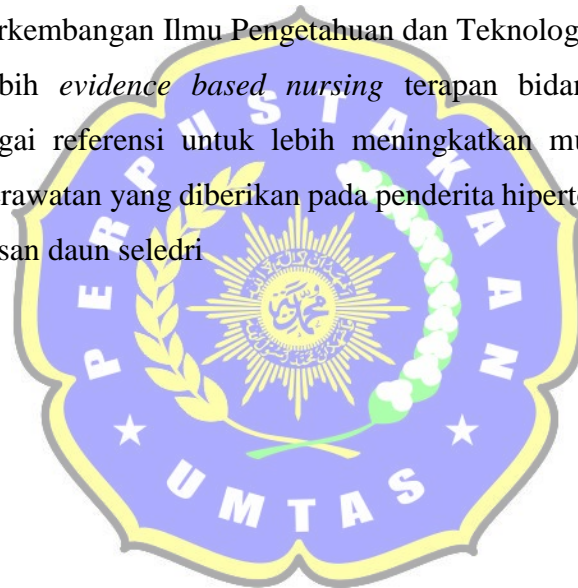 erkembangan Ilmu Pengetahuan dan Teknolog
bih evidence based nursing terapan bidan
gai referensi untuk lebih meningkatkan mu
rawatan yang diberikan pada penderita hiperte
san daun seledri
PERPUSTAKAAN
UMTAS